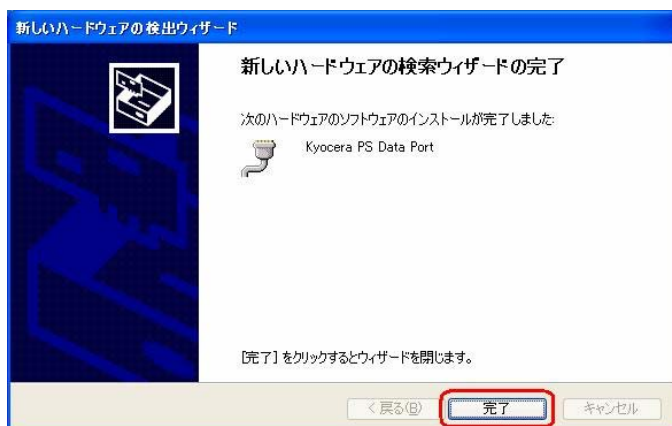 新しいハードウェアの検出ウィザード
新しいハードウェアの検索ウィザードの完了
次のハードウェアのソフトウェアのインストールが完了しました:
Kyocera PS Data Port
[完了] をクリックするとウィザードを閉じます。
< 戻る(B) 完了 キャンセル